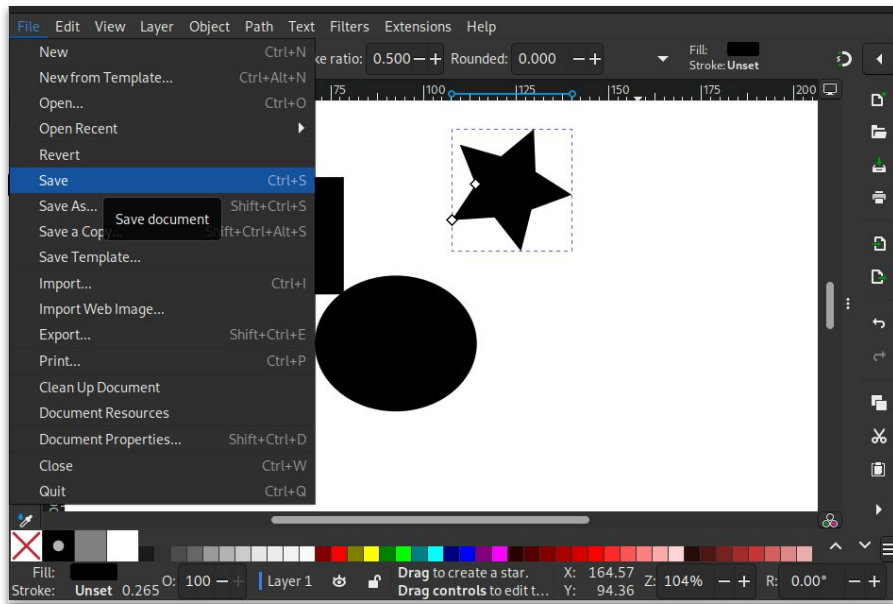 File Edit View Layer Object Path Text Filters Extensions Help
New Ctrl+N
ke ratio: 0.500 Rounded: 0.000 Fill:
Stroke: Unset
New from Template... Ctrl+Alt+N
Open... Ctrl+O
75 100 125 150 175 200
Open Recent
Revert
Save Ctrl+S
Save As... Shift+Ctrl+S
Save document
Save a Copy... Shift+Ctrl+Alt+S
Save Template...
Import... Ctrl+I
Import Web Image...
Export... Shift+Ctrl+E
Print... Ctrl+P
Clean Up Document
Document Resources
Document Properties... Shift+Ctrl+D
Close Ctrl+W
Quit Ctrl+Q
Fill:
Stroke: Unset 0.265 O: 100 Layer 1
Drag to create a star.
Drag controls to edit t...
X: 164.57
Y: 94.36
Z: 104% R: 0.00°